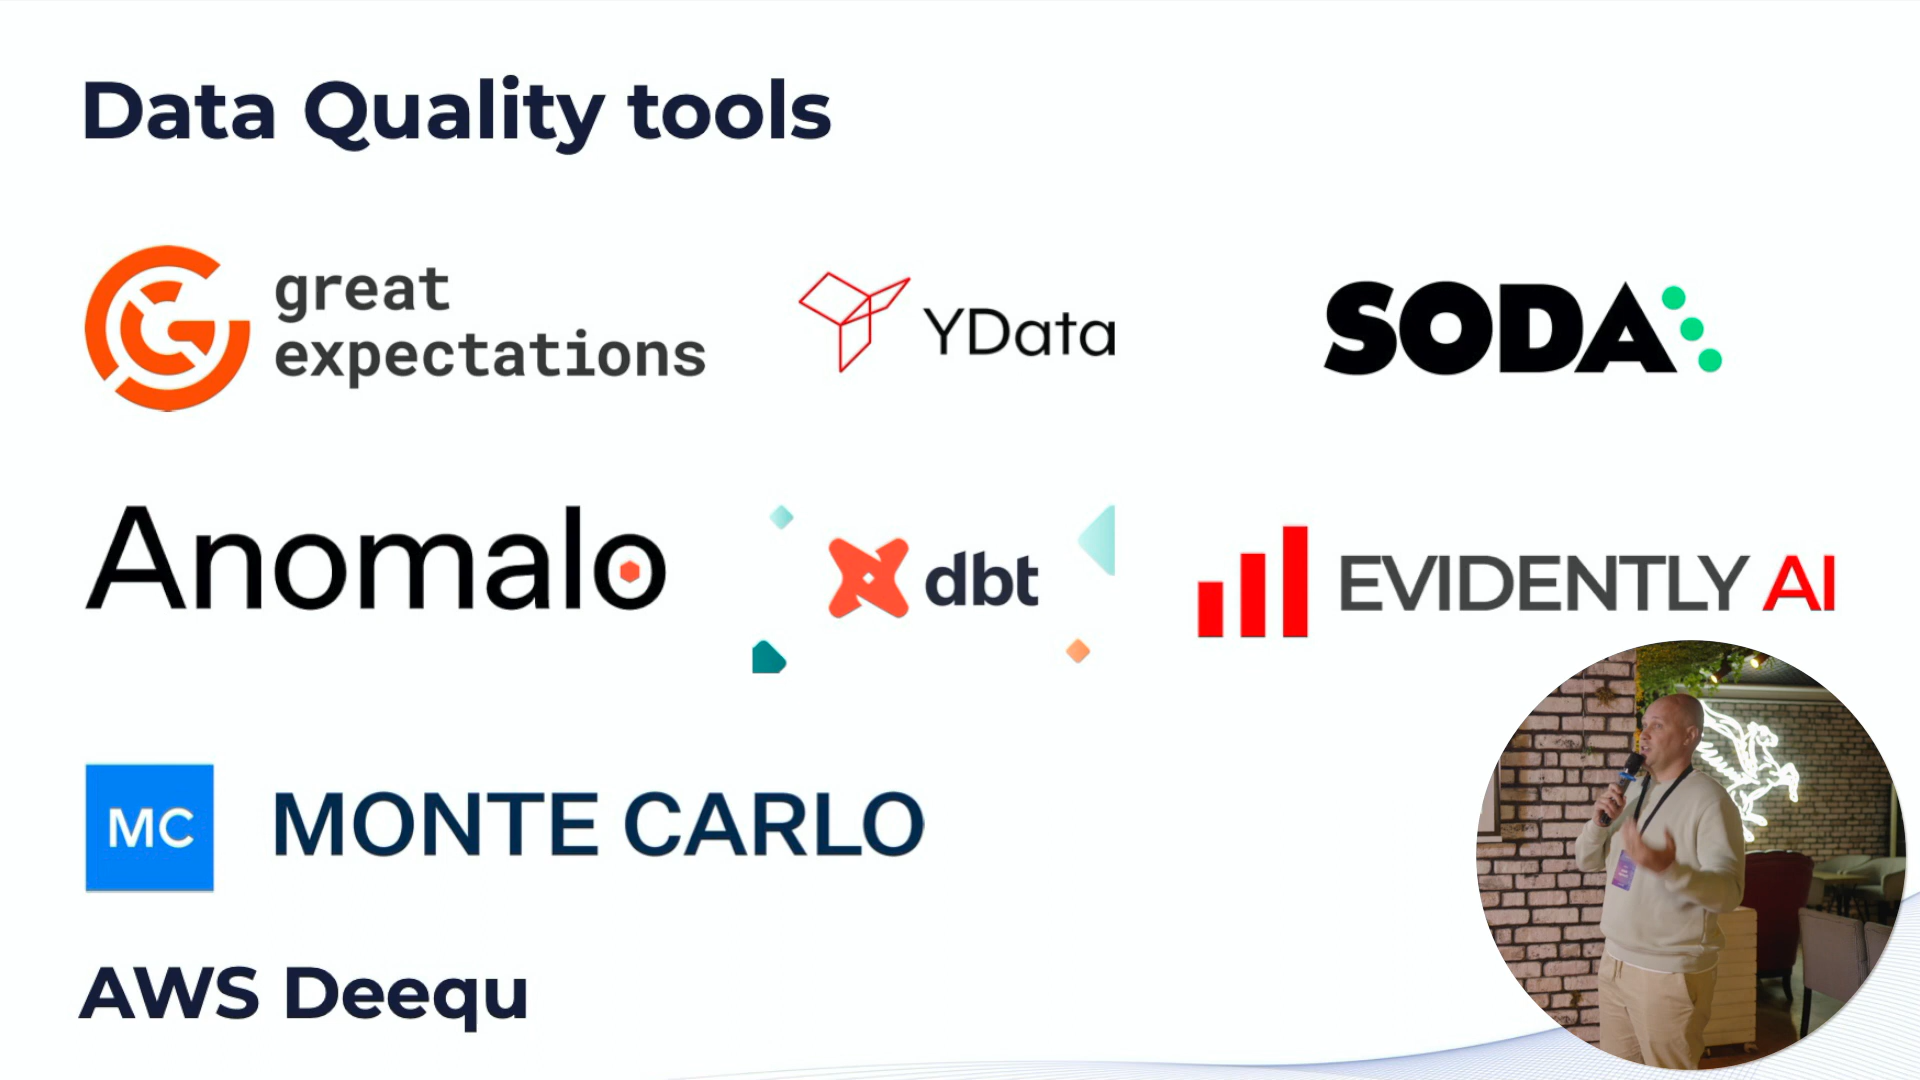 Data Quality tools
great
expectations
YData
SODA
Anomalo
dbt
EVIDENTLY AI
MC
MONTE CARLO
AWS Deequ